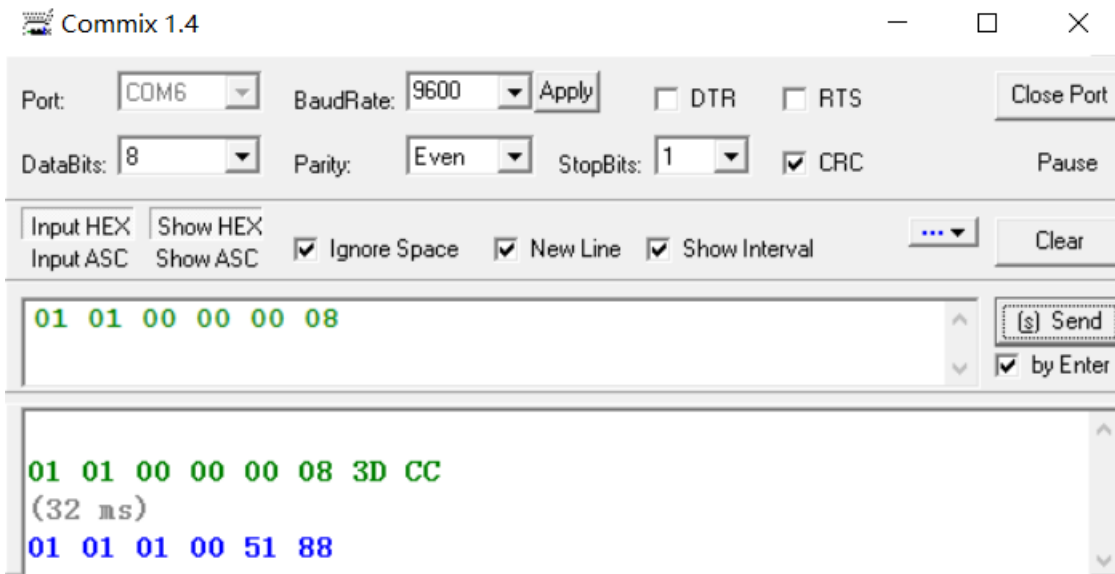 Commix 1.4
Port: COM6 BaudRate: 9600 Apply DTR RTS Close Port
DataBits: 8 Parity: Even StopBits: 1 CRC Pause
Input HEX Show HEX
Input ASC Show ASC
Ignore Space New Line Show Interval ... Clear
01 01 00 00 00 08
(s) Send
by Enter
01 01 00 00 00 08 3D CC
(32 ms)
01 01 01 00 51 88